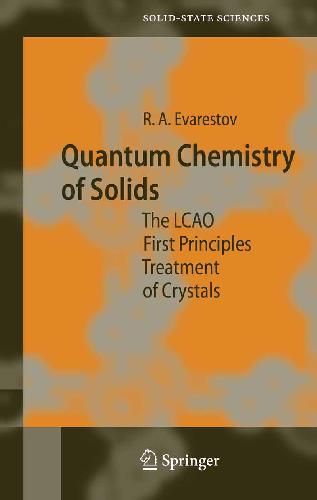 SOLID-STATE SCIENCES
R. A. Evarestov
Quantum Chemistry
of Solids
The LCAO
First Principles
Treatment
of Crystals
Springer